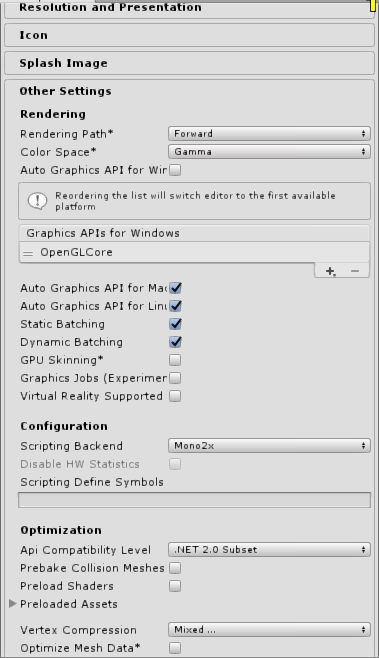 Resolution and Presentation
Icon
Splash Image
Other Settings
Rendering
Rendering Path* Forward
Color Space* Gamma
Auto Graphics API for Win
Reordering the list will switch editor to the first available
platform
Graphics APIs for Windows
= OpenGLCore
+ −
Auto Graphics API for Mac
Auto Graphics API for Linu
Static Batching
Dynamic Batching
GPU Skinning*
Graphics Jobs (Experimen
Virtual Reality Supported
Configuration
Scripting Backend Mono2x
Disable HW Statistics
Scripting Define Symbols
Optimization
Api Compatibility Level .NET 2.0 Subset
Prebake Collision Meshes
Preload Shaders
Preloaded Assets
Vertex Compression Mixed ...
Optimize Mesh Data*